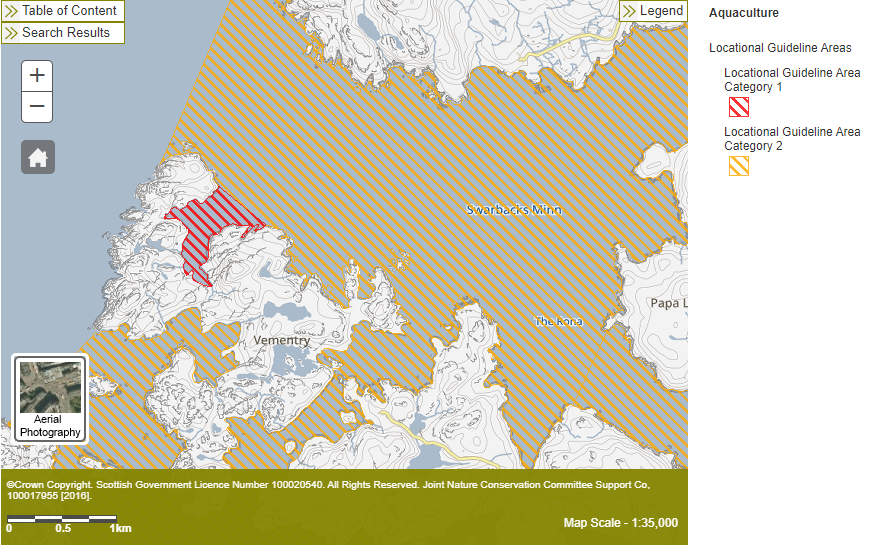 Table of Content
Search Results
Legend
+
−
Swarbacks Minn
The Rona
Papa L
Vementry
Aerial
Photography
©Crown Copyright. Scottish Government Licence Number 100020540. All Rights Reserved. Joint Nature Conservation Committee Support Co,
100017955 [2016].
0 0.5 1km
Map Scale - 1:35,000
Aquaculture
Locational Guideline Areas
Locational Guideline Area
Category 1
Locational Guideline Area
Category 2